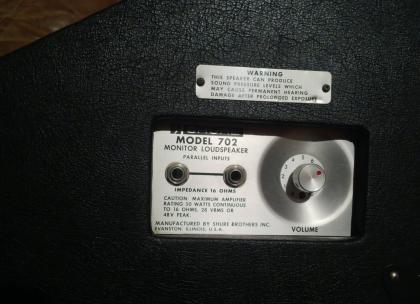 WARNING
THIS SPEAKER CAN PRODUCE
SOUND PRESSURE LEVELS WHICH
MAY CAUSE PERMANENT HEARING
DAMAGE AFTER PROLONGED EXPOSURE
MODEL 702
MONITOR LOUDSPEAKER
PARALLEL INPUTS
IMPEDANCE 16 OHMS
CAUTION: MAXIMUM AMPLIFIER
RATING 50 WATTS CONTINUOUS
TO 16 OHMS, 28 VRMS OR
48V PEAK.
MANUFACTURED BY SHURE BROTHERS INC.
EVANSTON, ILLINOIS, U.S.A.
VOLUME